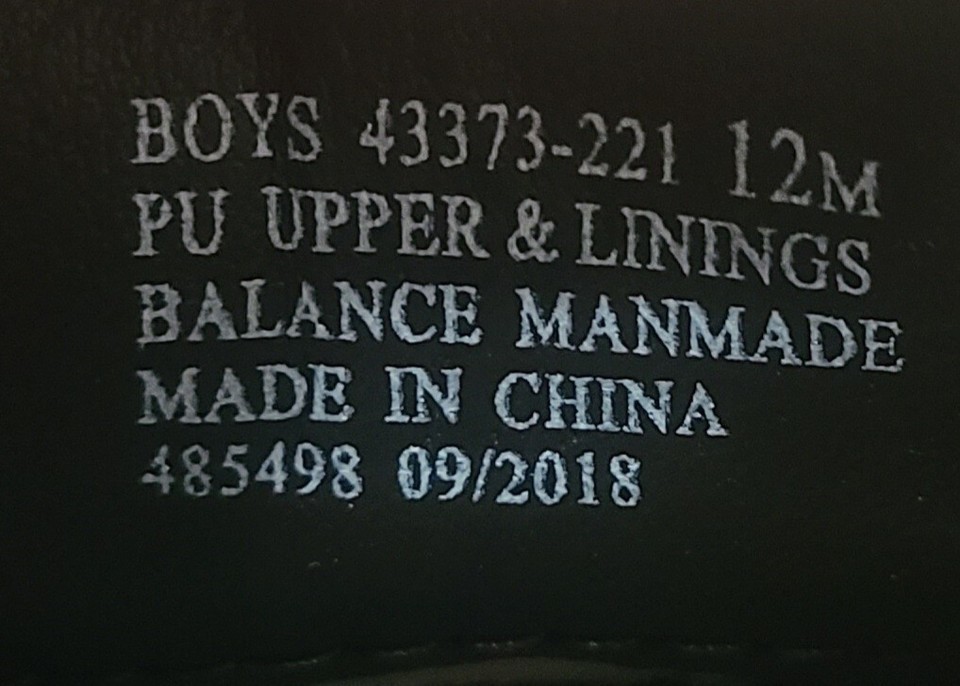 BOYS 43373-221 12M
PU UPPER & LININGS
BALANCE MANMADE
MADE IN CHINA
485498 09/2018